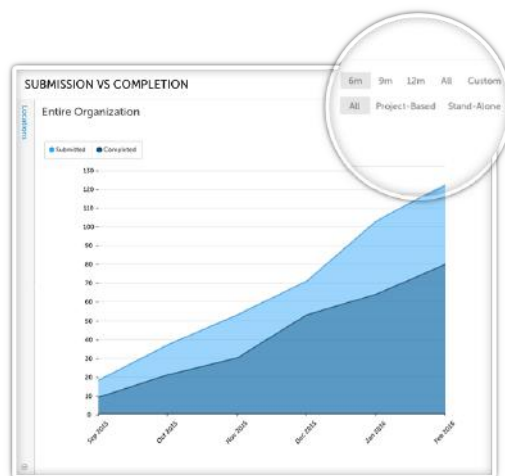 6m 9m 12m All Custom
All Project-Based Stand-Alone
SUBMISSION VS COMPLETION
Locations
Entire Organization
Submitted Completed
130
120
110
100
90
80
70
60
50
40
30
20
10
0
Sep 2015 Oct 2015 Nov 2015 Dec 2015 Jan 2016 Feb 2016